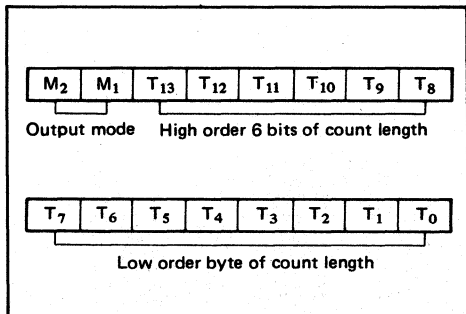 M₂ M₁ T₁₃ T₁₂ T₁₁ T₁₀ T₉ T₈
Output mode High order 6 bits of count length
T₇ T₆ T₅ T₄ T₃ T₂ T₁ T₀
Low order byte of count length